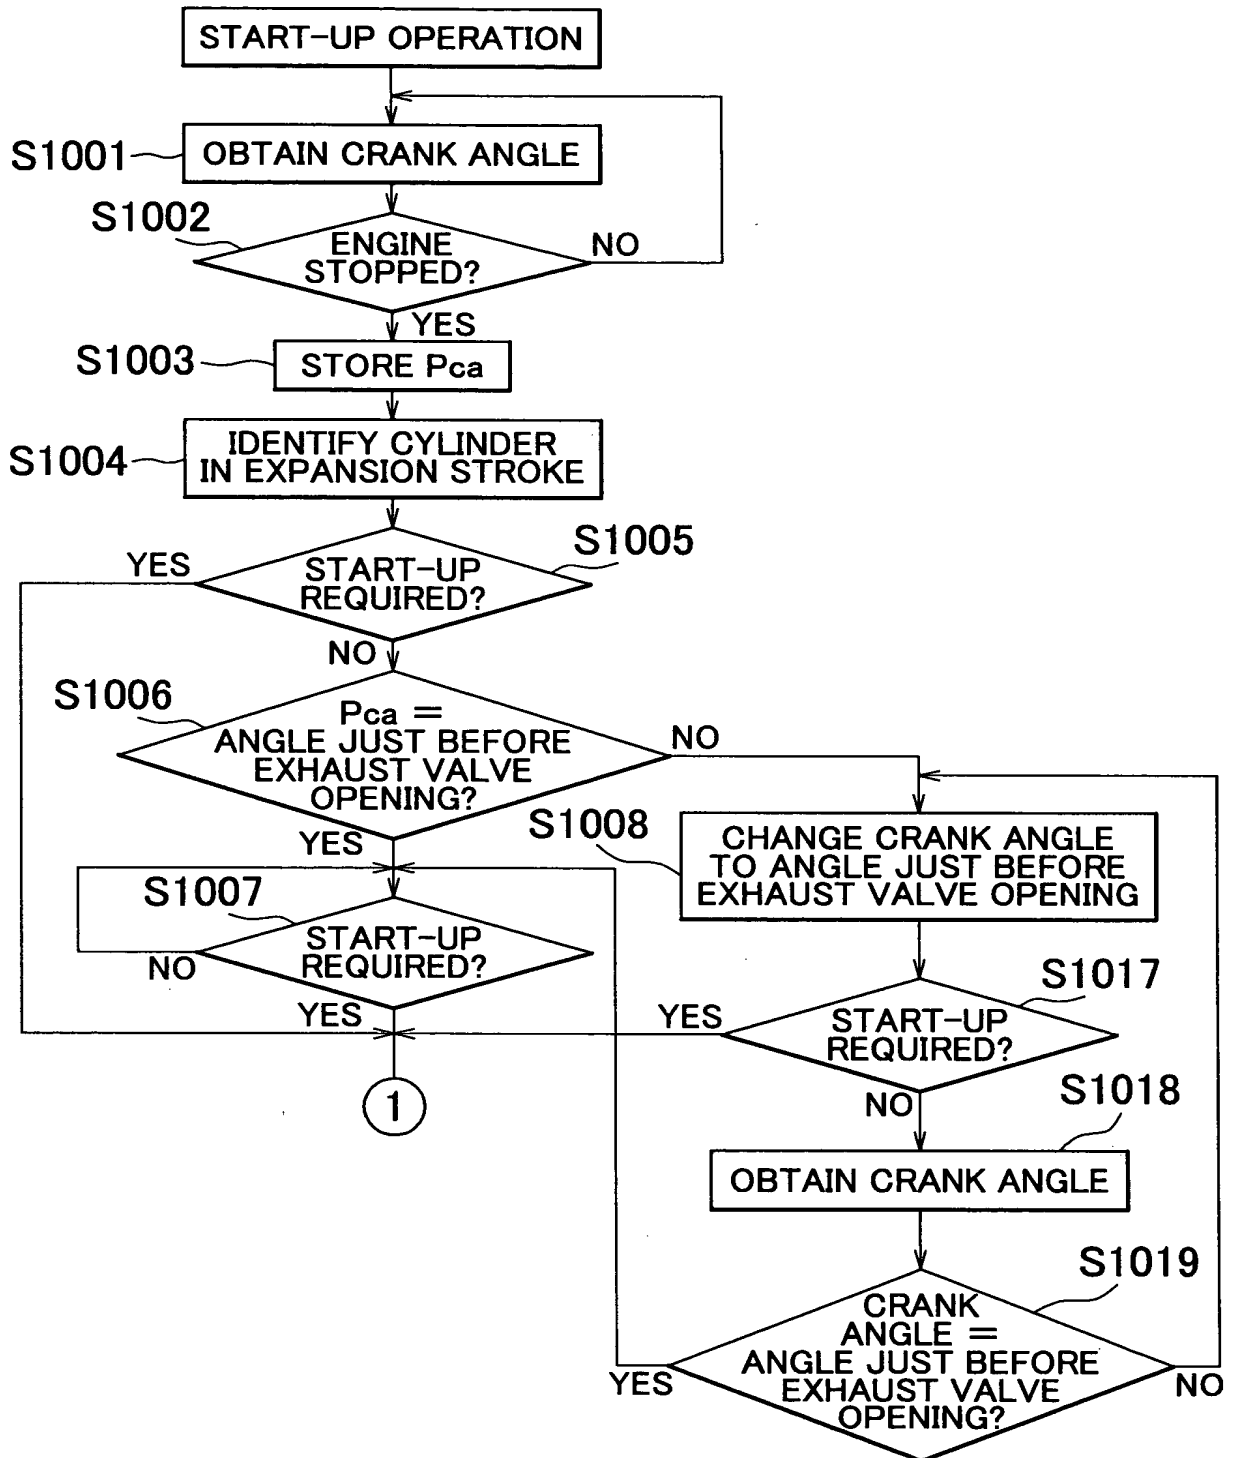 START-UP OPERATION
S1001
OBTAIN CRANK ANGLE
S1002
ENGINE
STOPPED?
NO
YES
S1003
STORE Pca
S1004
IDENTIFY CYLINDER
IN EXPANSION STROKE
S1005
YES
START-UP
REQUIRED?
NO
S1006
Pca =
ANGLE JUST BEFORE
EXHAUST VALVE
OPENING?
NO
YES
S1008
CHANGE CRANK ANGLE
TO ANGLE JUST BEFORE
EXHAUST VALVE OPENING
S1007
START-UP
REQUIRED?
NO
YES
S1017
YES
START-UP
REQUIRED?
NO
1
S1018
OBTAIN CRANK ANGLE
S1019
CRANK
ANGLE =
ANGLE JUST BEFORE
EXHAUST VALVE
OPENING?
YES
NO